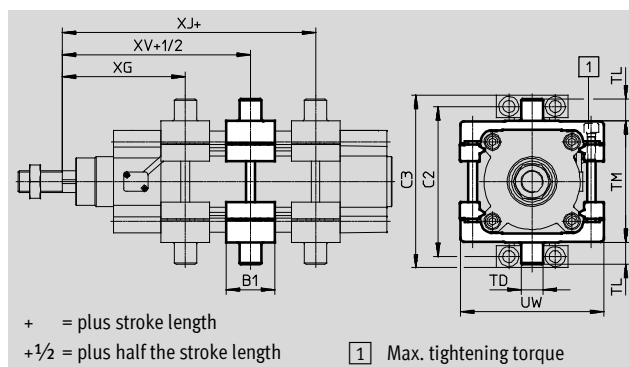 XJ+
XV+1/2
XG
B1
1
TL
C3
C2
TM
TD
UW
TL
+ = plus stroke length
+½ = plus half the stroke length
1 Max. tightening torque